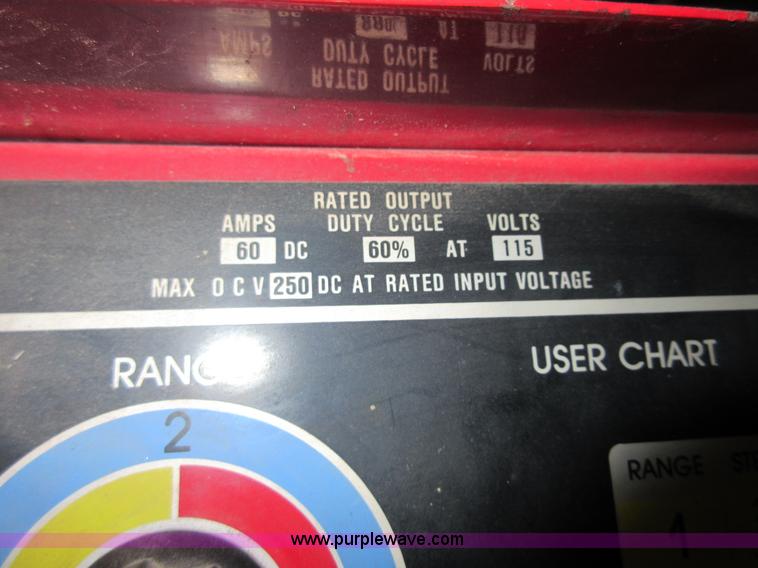 RATED OUTPUT
AMPS DUTY CYCLE VOLTS
60 DC 60% AT 115
MAX O C V 250 DC AT RATED INPUT VOLTAGE
RANGE USER CHART
2
RANGE
1
www.purplewave.com